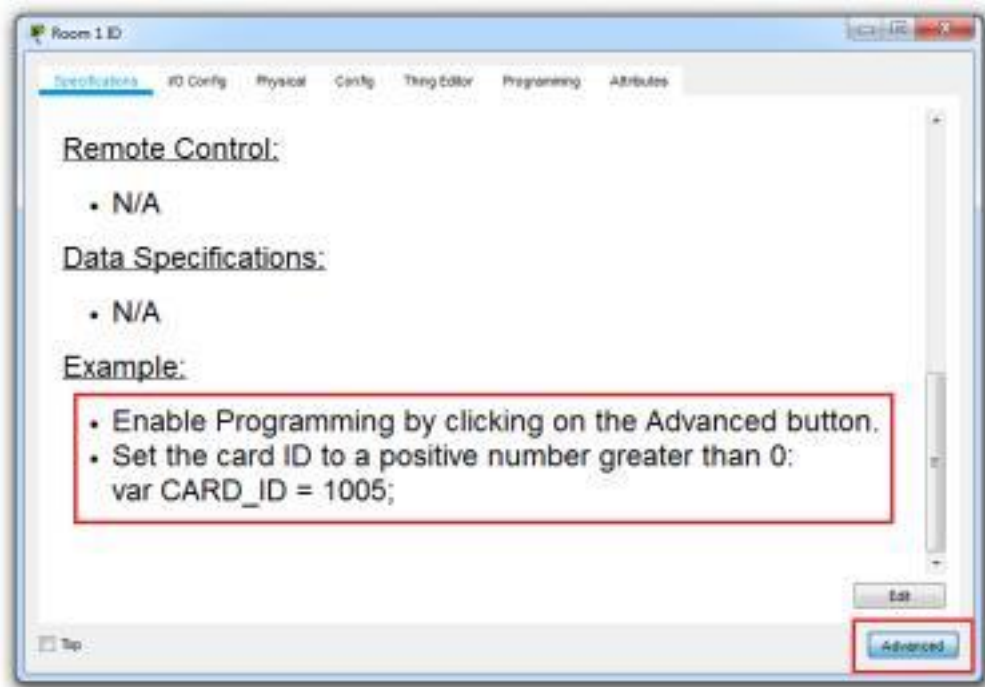 Room 1 ID
Specifications I/O Config Physical Config Thing Editor Programming Attributes
Remote Control:
• N/A
Data Specifications:
• N/A
Example:
• Enable Programming by clicking on the Advanced button.
• Set the card ID to a positive number greater than 0:
var CARD_ID = 1005;
Edit
Top
Advanced